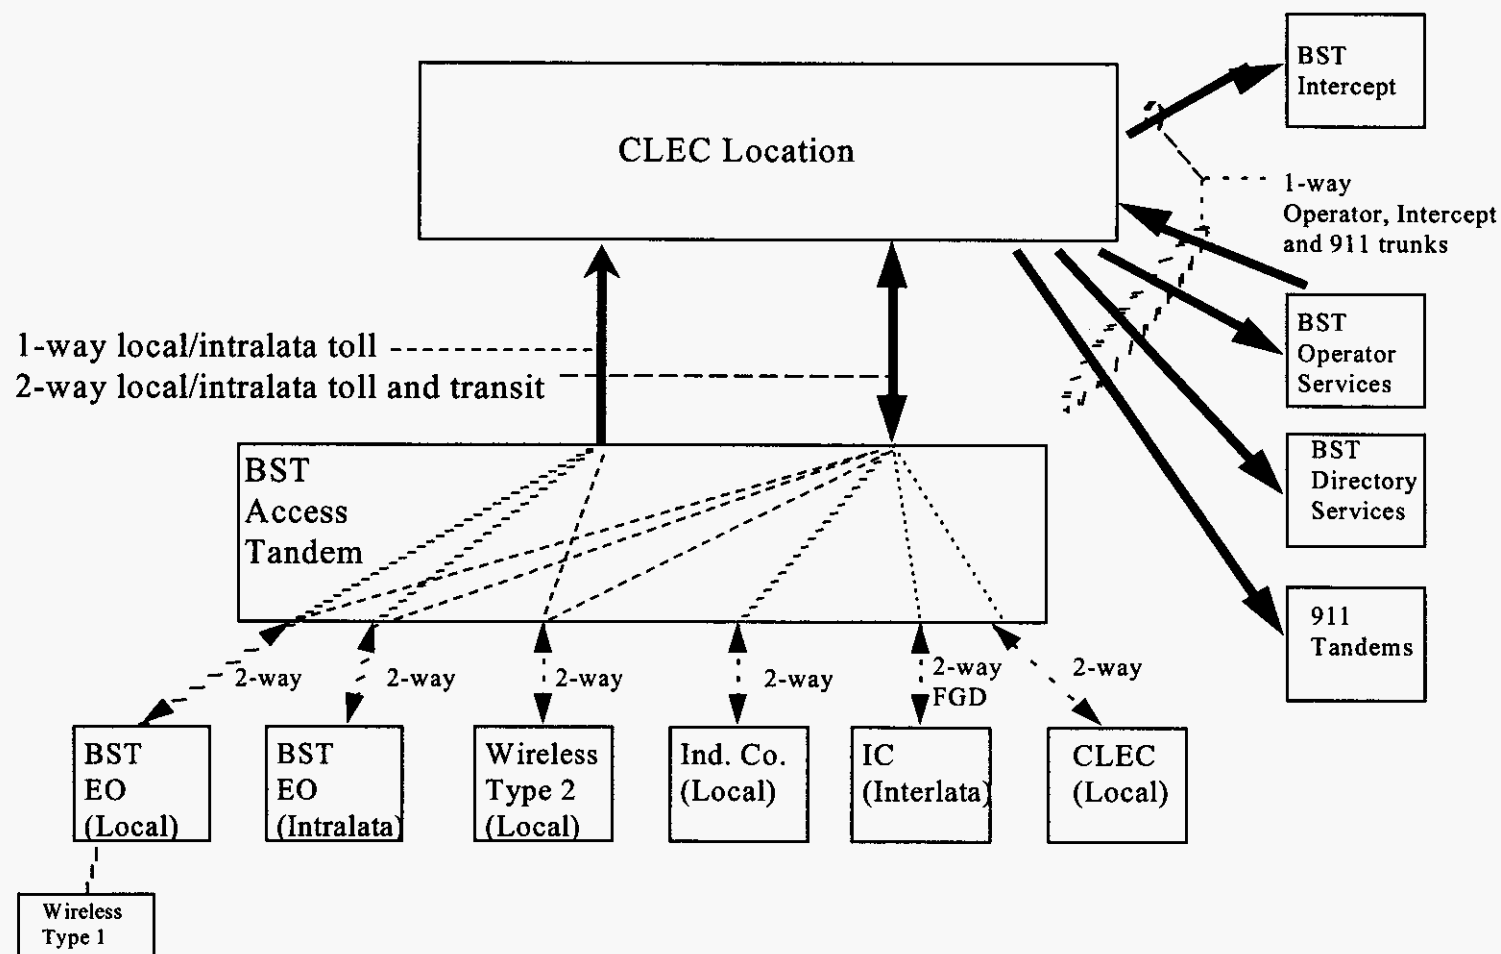 BST
Intercept
CLEC Location
1-way
Operator, Intercept
and 911 trunks
BST
Operator
Services
1-way local/intralata toll
2-way local/intralata toll and transit
BST
Access
Tandem
BST
Directory
Services
911
Tandems
2-way
2-way
2-way
2-way
2-way
FGD
2-way
BST
EO
(Local)
BST
EO
(Intralata)
Wireless
Type 2
(Local)
Ind. Co.
(Local)
IC
(Interlata)
CLEC
(Local)
Wireless
Type 1